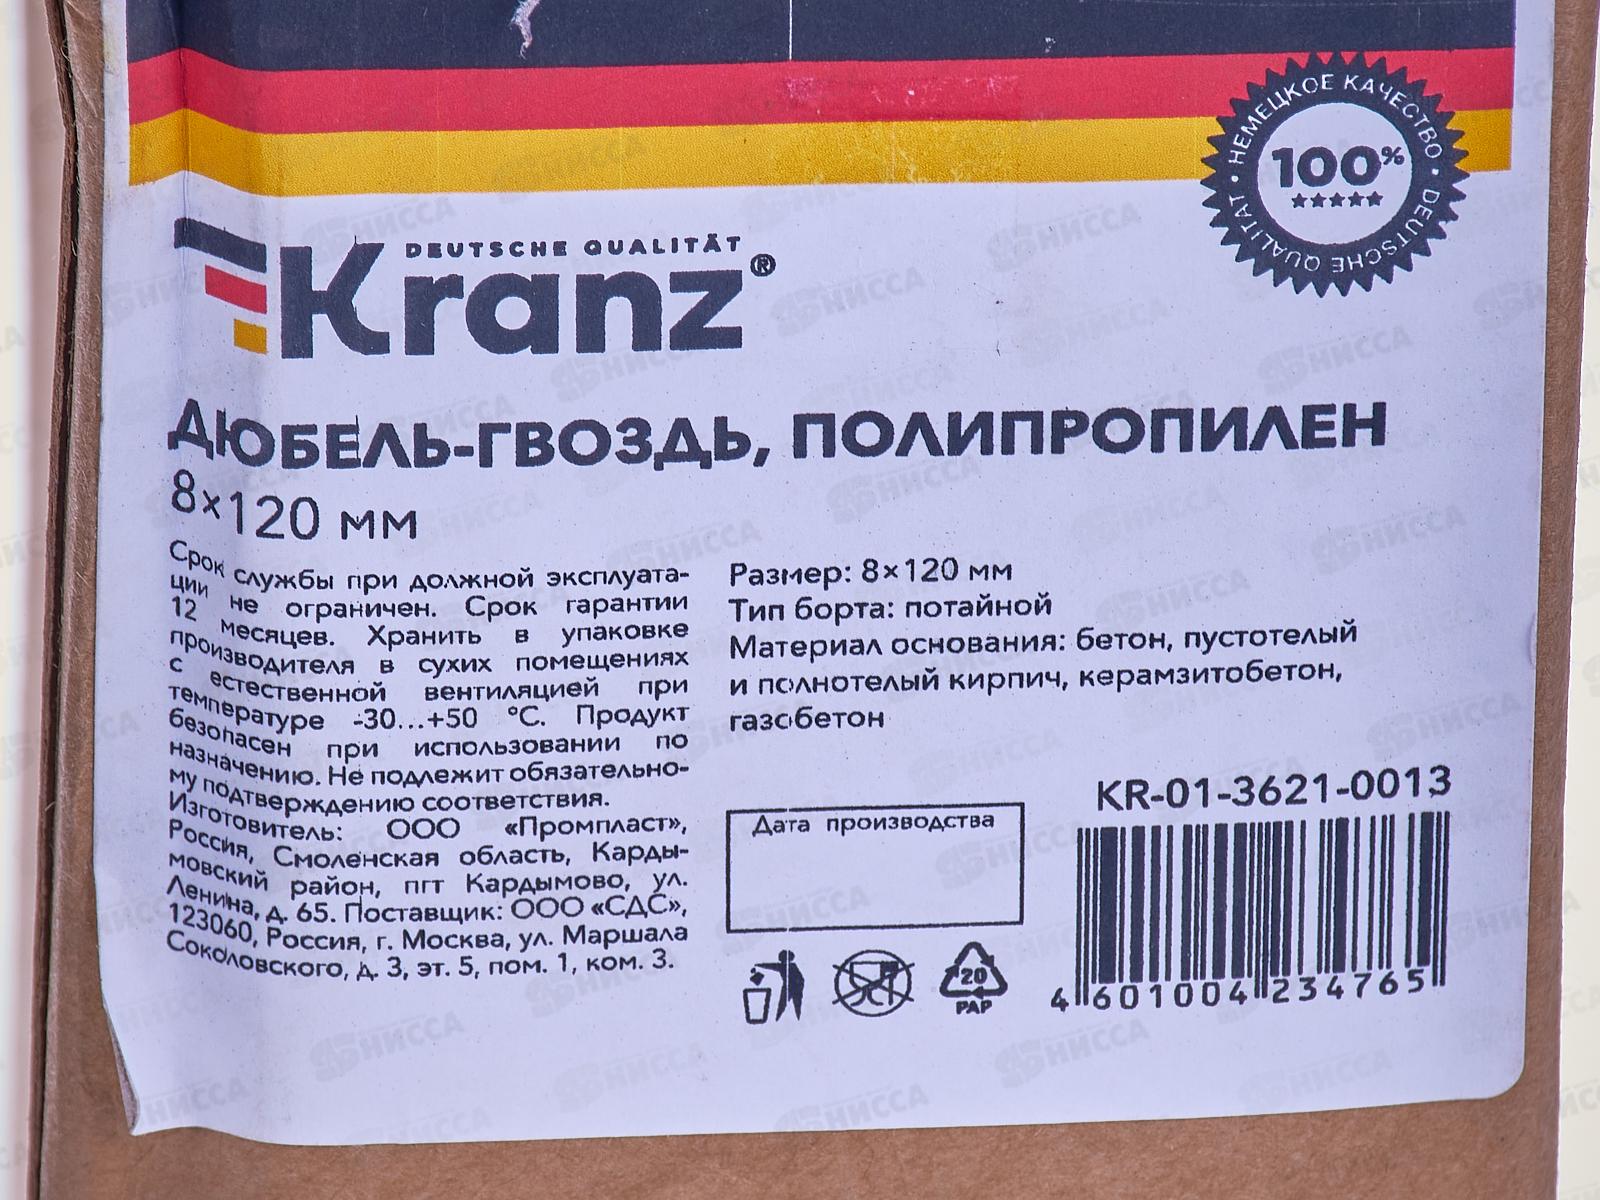 НЕМЕЦКОЕ КАЧЕСТВО · DEUTSCHE QUALITÄT ·
100%
DEUTSCHE QUALITÄT
Kranz®
ДЮБЕЛЬ-ГВОЗДЬ, ПОЛИПРОПИЛЕН
8×120 мм
Срок службы при должной эксплуата-
ции не ограничен. Срок гарантии
12 месяцев. Хранить в упаковке
производителя в сухих помещениях
с естественной вентиляцией при
температуре -30...+50 °С. Продукт
безопасен при использовании по
назначению. Не подлежит обязательно-
му подтверждению соответствия.
Изготовитель: ООО «Промпласт»,
Россия, Смоленская область, Карды-
мовский район, пгт Кардымово, ул.
Ленина, д. 65. Поставщик: ООО «СДС»,
123060, Россия, г. Москва, ул. Маршала
Соколовского, д. 3, эт. 5, пом. 1, ком. 3.
Размер: 8×120 мм
Тип борта: потайной
Материал основания: бетон, пустотелый
и полнотелый кирпич, керамзитобетон,
газобетон
Дата производства
20
PAP
KR-01-3621-0013
4 601004 234765
НИССА